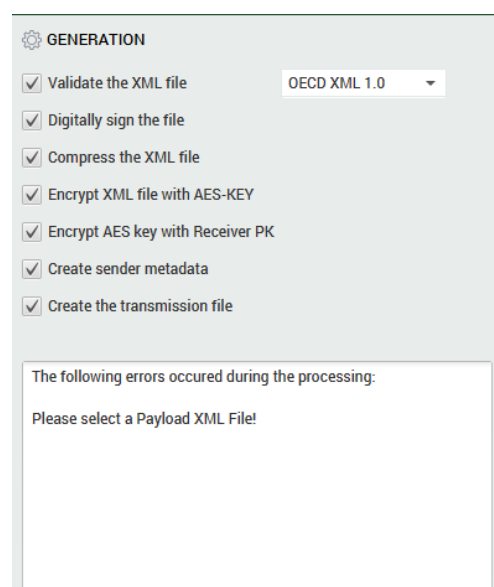 GENERATION
Validate the XML file OECD XML 1.0
Digitally sign the file
Compress the XML file
Encrypt XML file with AES-KEY
Encrypt AES key with Receiver PK
Create sender metadata
Create the transmission file
The following errors occured during the processing:
Please select a Payload XML File!